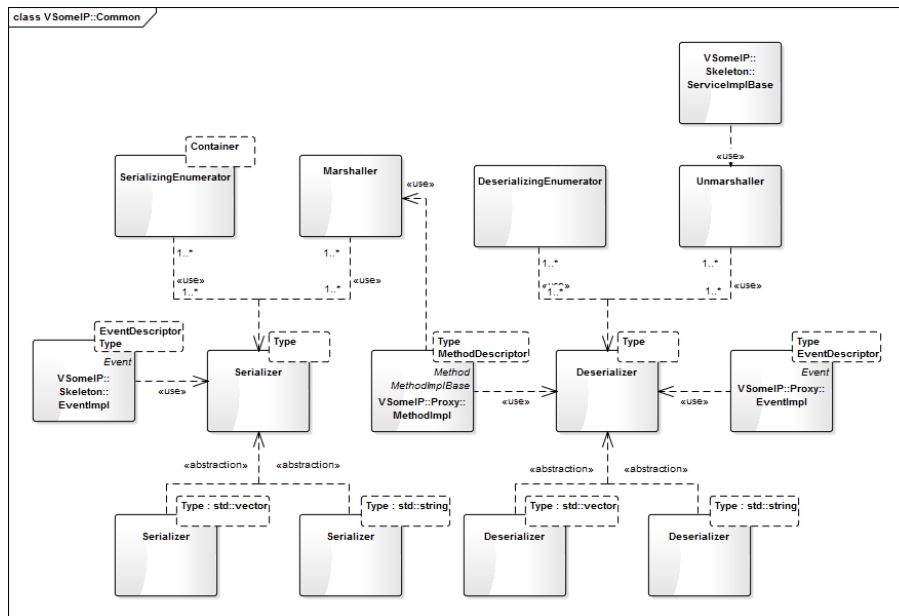 class VSomeIP::Common
VSomeIP::
Skeleton::
ServiceImplBase
«use»
Container
SerializingEnumerator
Marshaller
«use»
DeserializingEnumerator
Unmarshaller
1..*
1..*
«use»
«use»
1..*
1..*
1..*
1..*
«use»
«use»
1..*
1..*
EventDescriptor
Type
Event
VSomeIP::
Skeleton::
EventImpl
«use»
Type
Serializer
Type
MethodDescriptor
Method
MethodImplBase
VSomeIP::Proxy::
MethodImpl
«use»
Type
Deserializer
«use»
Type
EventDescriptor
Event
VSomeIP::Proxy::
EventImpl
«abstraction»
«abstraction»
«abstraction»
«abstraction»
Type : std::vector
Serializer
Type : std::string
Serializer
Type : std::vector
Deserializer
Type : std::string
Deserializer